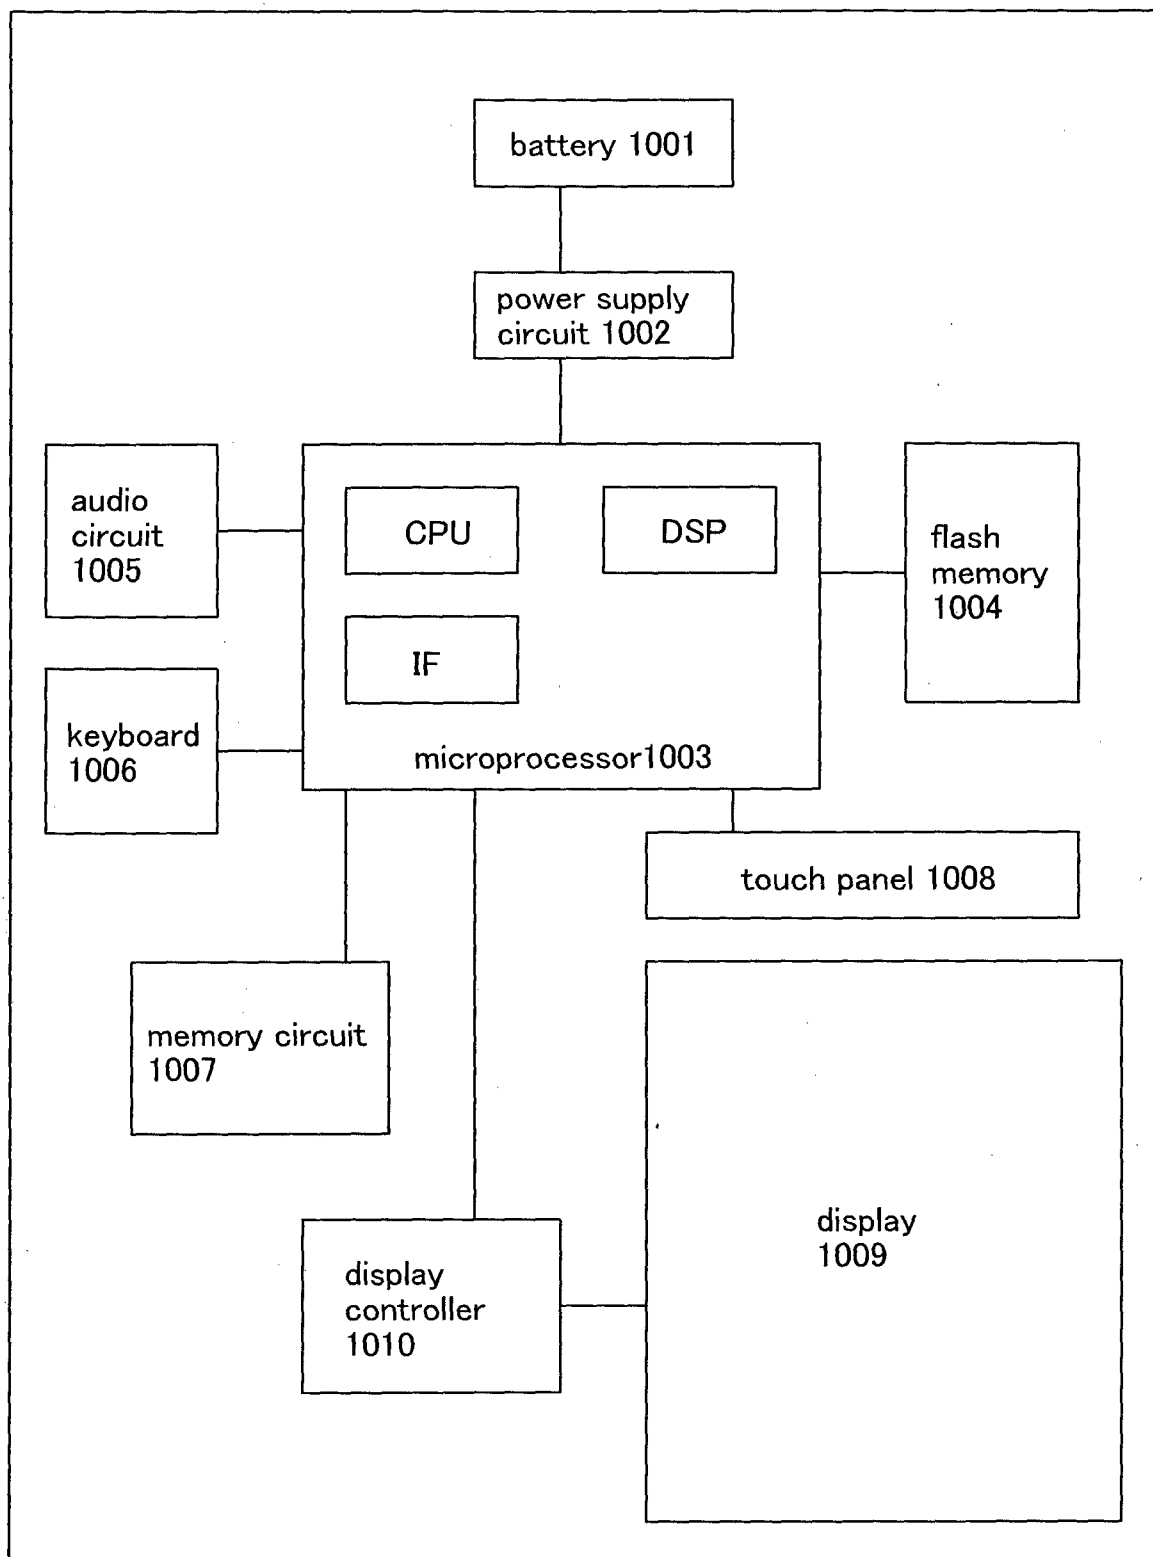 battery 1001
power supply
circuit 1002
audio
circuit
1005
CPU
DSP
flash
memory
1004
IF
keyboard
1006
microprocessor1003
touch panel 1008
memory circuit
1007
display
1009
display
controller
1010